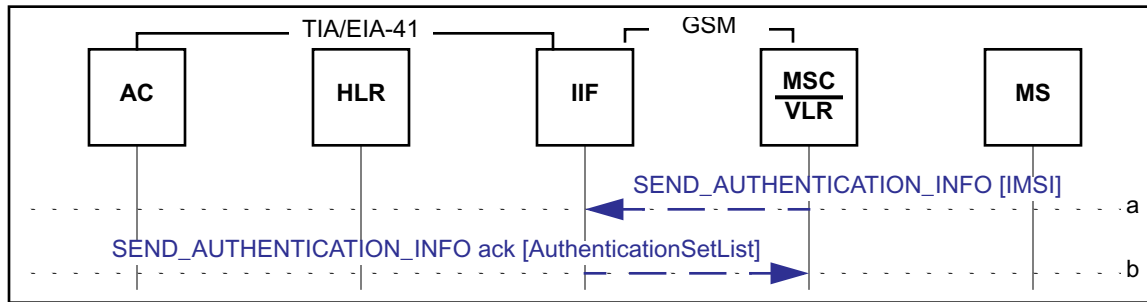 TIA/EIA-41
GSM
AC
HLR
IIF
MSC
VLR
MS
SEND_AUTHENTICATION_INFO [IMSI]
a
SEND_AUTHENTICATION_INFO ack [AuthenticationSetList]
b